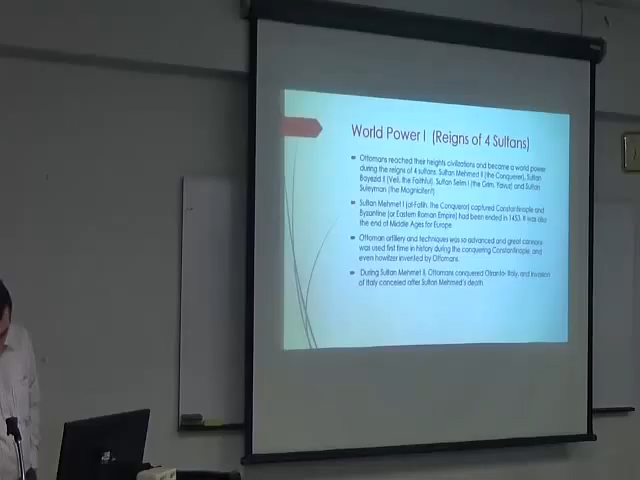 World Power I (Reigns of 4 Sultans)
Ottomans reached their heights civilizations and became a world power
during the reigns of 4 sultans. Sultan Mehmed II (the Conqueror), Sultan
Bayezid II (Veli, the Faithful), Sultan Selim I (the Grim, Yavuz) and Sultan
Suleyman (the Magnificent)
Sultan Mehmet I (al-Fatih, the Conqueror) captured Constantinople and
Byzantine (or Eastern Roman Empire) had been ended in 1453. It was also
the end of Middle Ages for Europe.
Ottoman artillery and techniques was so advanced and great cannons
was used first time in history during the conquering Constantinople, and
even howitzer invented by Ottomans.
During Sultan Mehmet II, Ottomans conquered Otranto- Italy, and invasion
of Italy canceled after Sultan Mehmed's death.